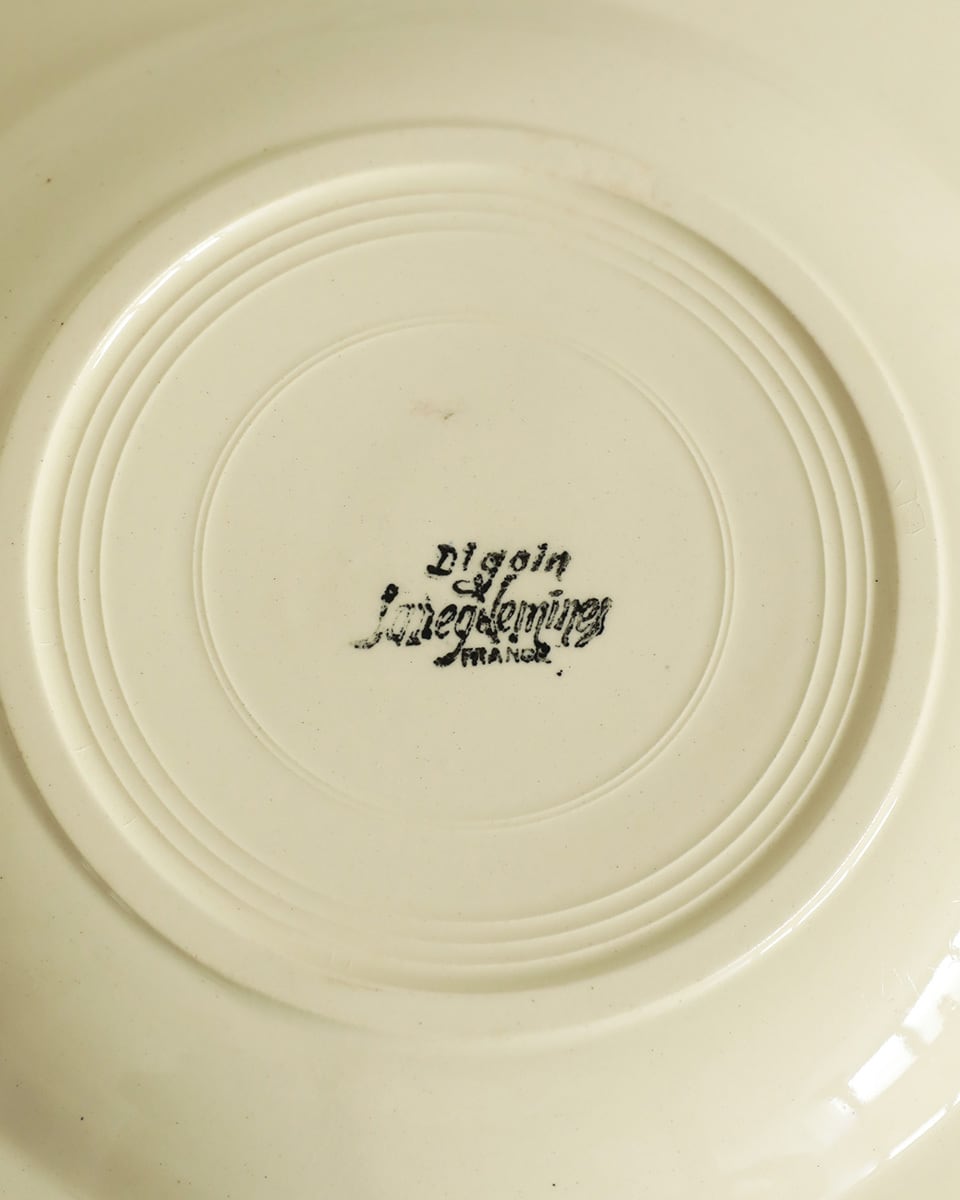 Digoin
&
Sarreguemines
FRANCE